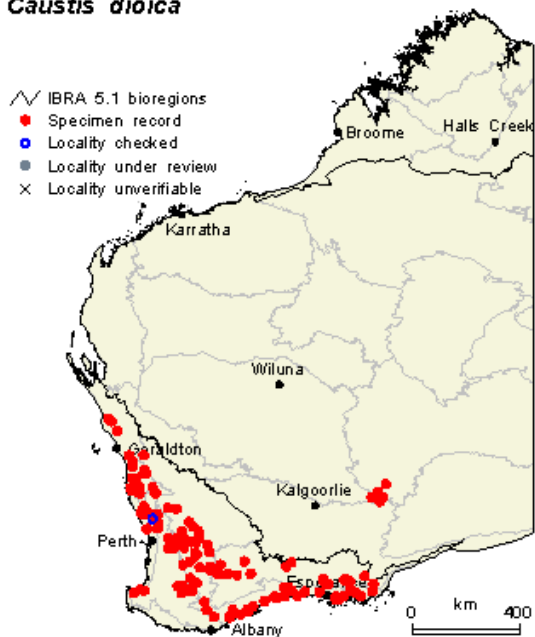 Caustis dioica
IBRA 5.1 bioregions
Specimen record
Locality checked
Locality under review
Locality unverifiable
Broome
Halls Creek
Karratha
Wiluna
Geraldton
Kalgoorlie
Perth
Esperance
Albany
km
0 400